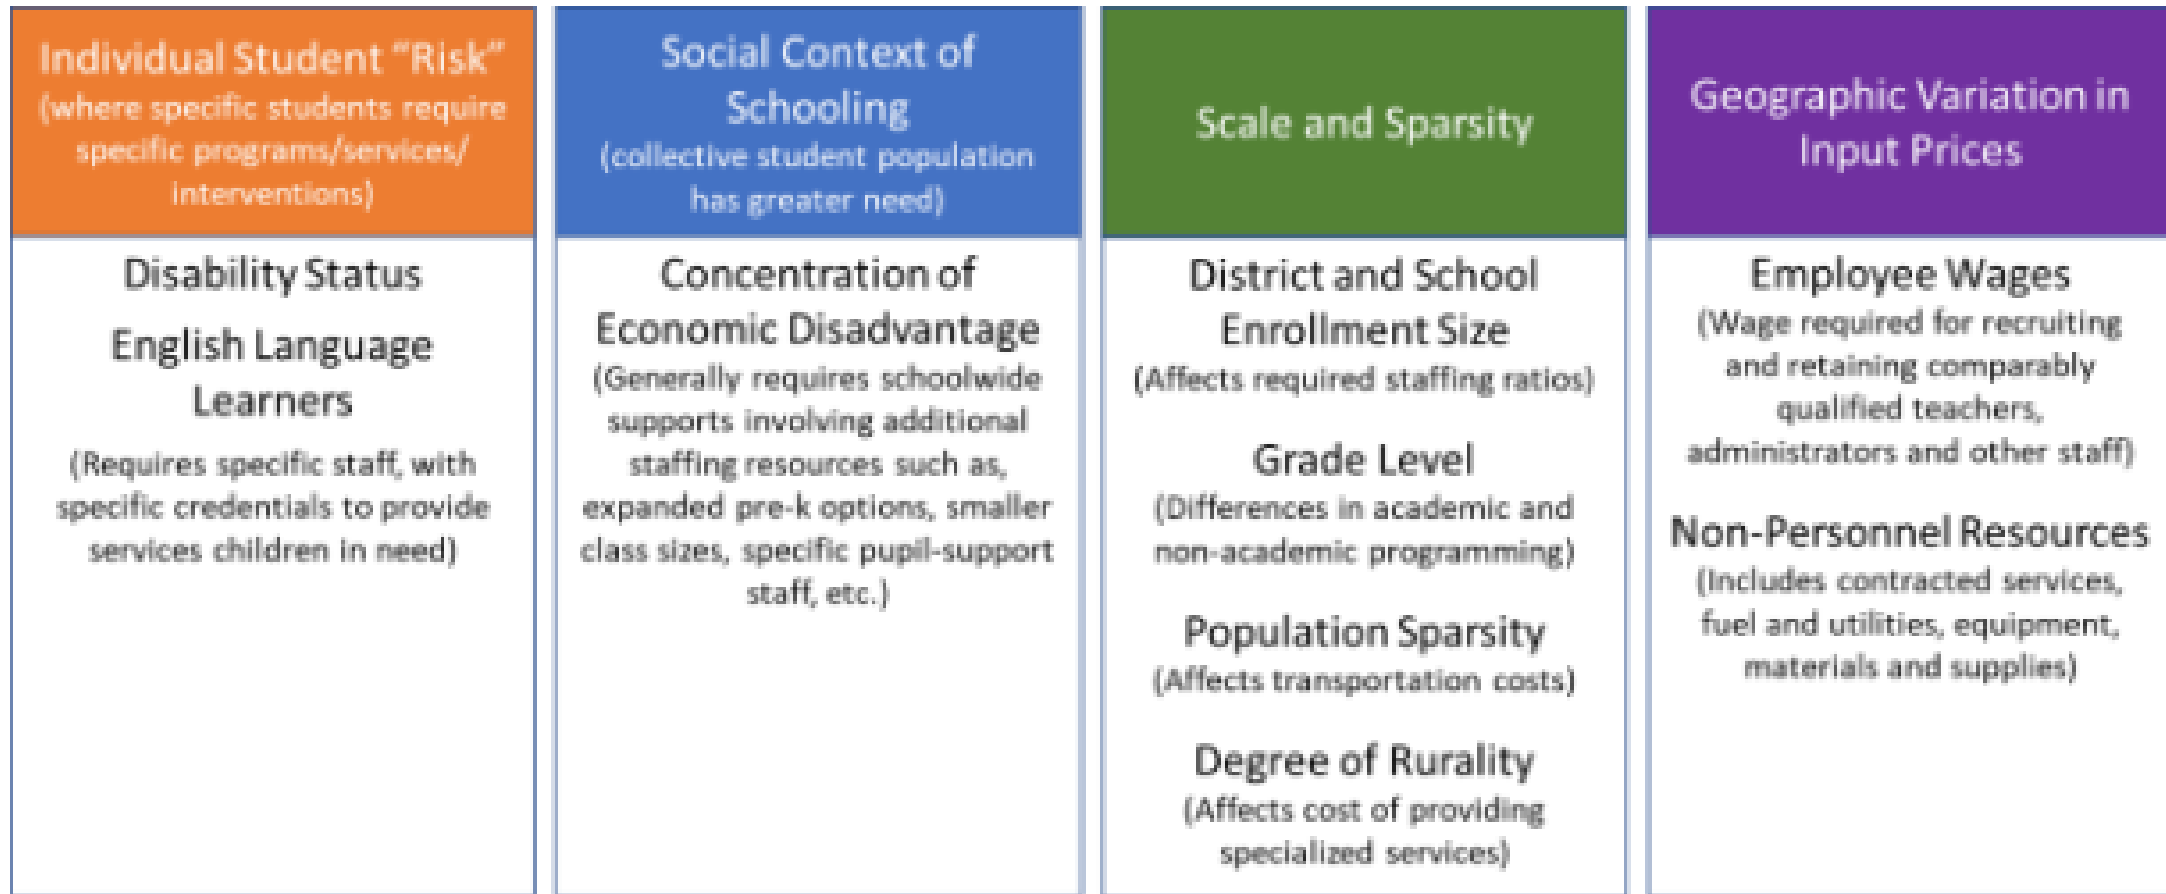 Individual Student “Risk”
(where specific students require
specific programs/services/
interventions)
Disability Status
English Language
Learners
(Requires specific staff, with
specific credentials to provide
services children in need)
Social Context of
Schooling
(collective student population
has greater need)
Concentration of
Economic Disadvantage
(Generally requires schoolwide
supports involving additional
staffing resources such as,
expanded pre-k options, smaller
class sizes, specific pupil-support
staff, etc.)
Scale and Sparsity
District and School
Enrollment Size
(Affects required staffing ratios)
Grade Level
(Differences in academic and
non-academic programming)
Population Sparsity
(Affects transportation costs)
Degree of Rurality
(Affects cost of providing
specialized services)
Geographic Variation in
Input Prices
Employee Wages
(Wage required for recruiting
and retaining comparably
qualified teachers,
administrators and other staff)
Non-Personnel Resources
(Includes contracted services,
fuel and utilities, equipment,
materials and supplies)